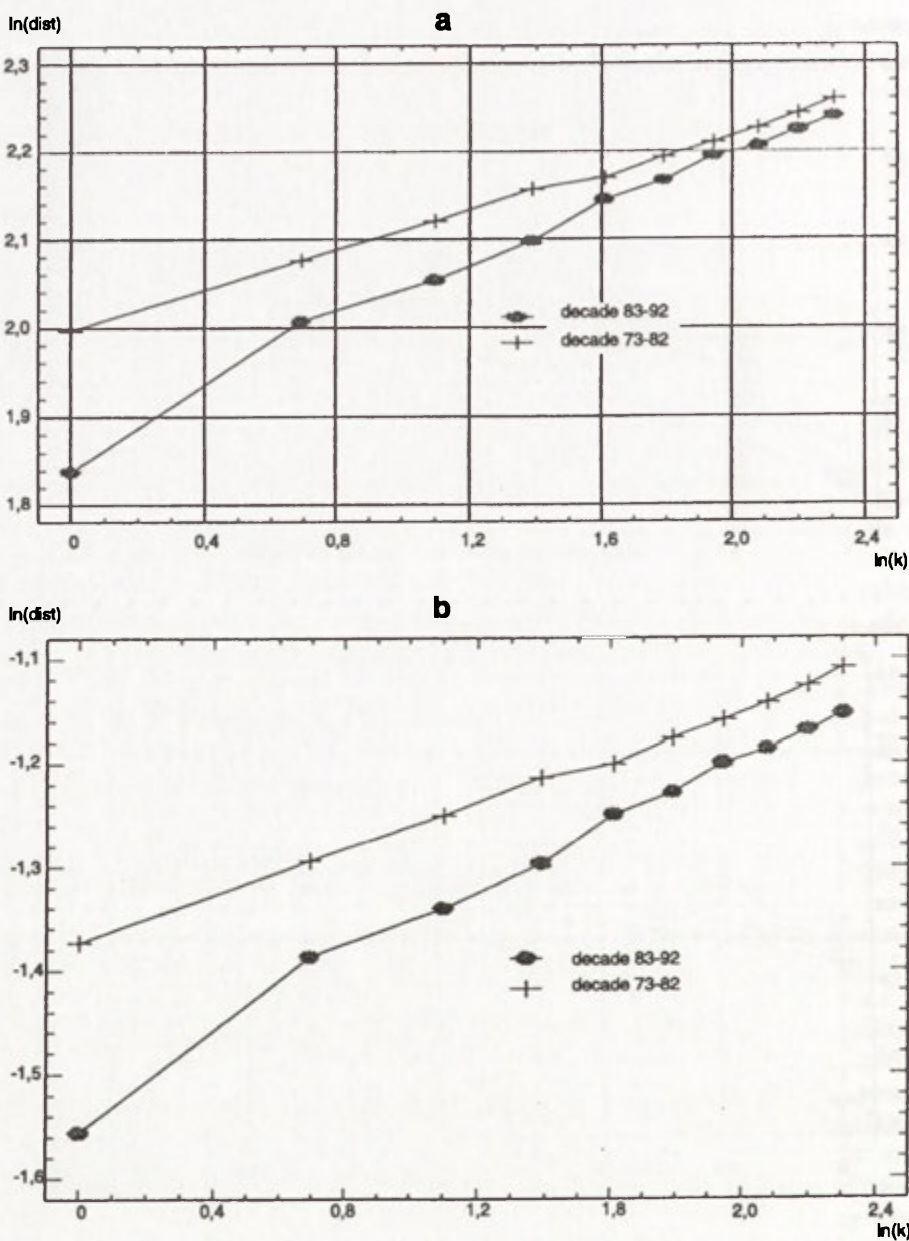 a
ln(dist)
2,3
2,2
2,1
2,0
1,9
1,8
decade 83-92
decade 73-82
0 0,4 0,8 1,2 1,6 2,0 2,4
ln(k)
b
ln(dist)
-1,1
-1,2
-1,3
-1,4
-1,5
-1,6
decade 83-92
decade 73-82
0 0,4 0,8 1,2 1,6 2,0 2,4
ln(k)